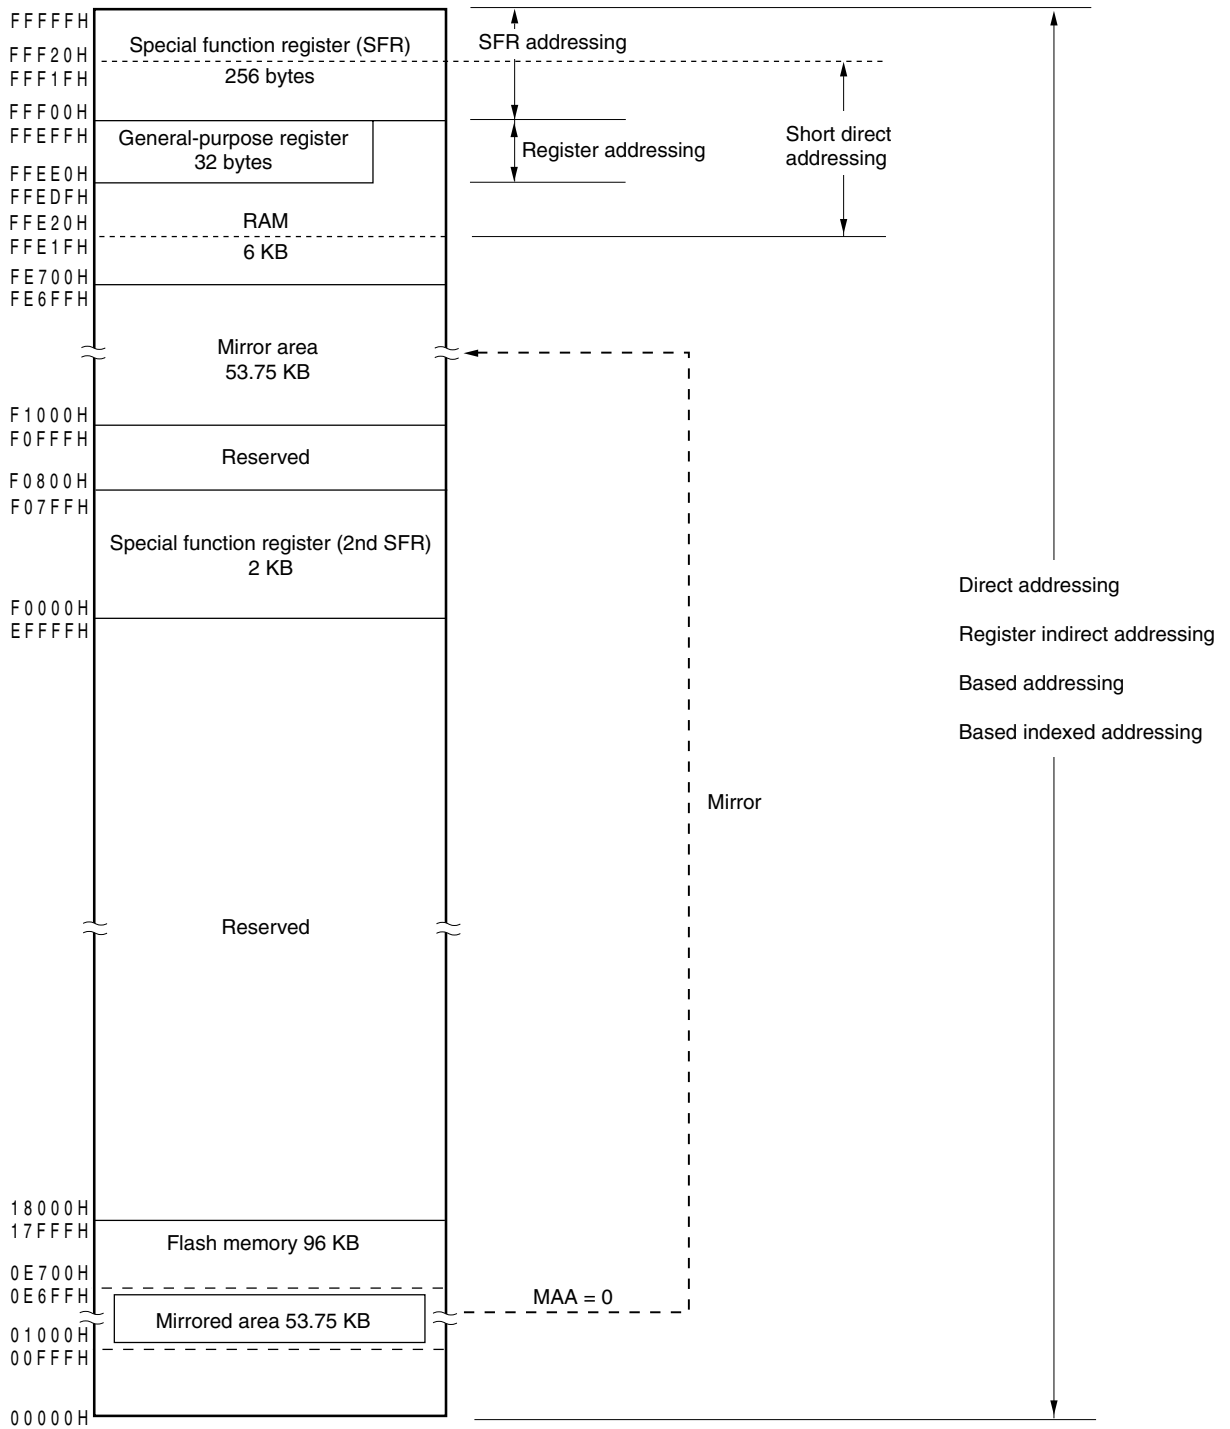 FFFFFH
Special function register (SFR)
SFR addressing
FFF20H
FFF1FH
256 bytes
FFF00H
FFEFFH
General-purpose register
32 bytes
Register addressing
Short direct
addressing
FFEE0H
FFEDFH
FFE20H
RAM
FFE1FH
6 KB
FE700H
FE6FFH
Mirror area
53.75 KB
F1000H
F0FFFH
Reserved
F0800H
F07FFH
Special function register (2nd SFR)
2 KB
F0000H
EFFFFH
Direct addressing
Register indirect addressing
Based addressing
Based indexed addressing
Mirror
Reserved
18000H
17FFFH
Flash memory 96 KB
0E700H
0E6FFH
MAA = 0
Mirrored area 53.75 KB
01000H
00FFFH
00000H